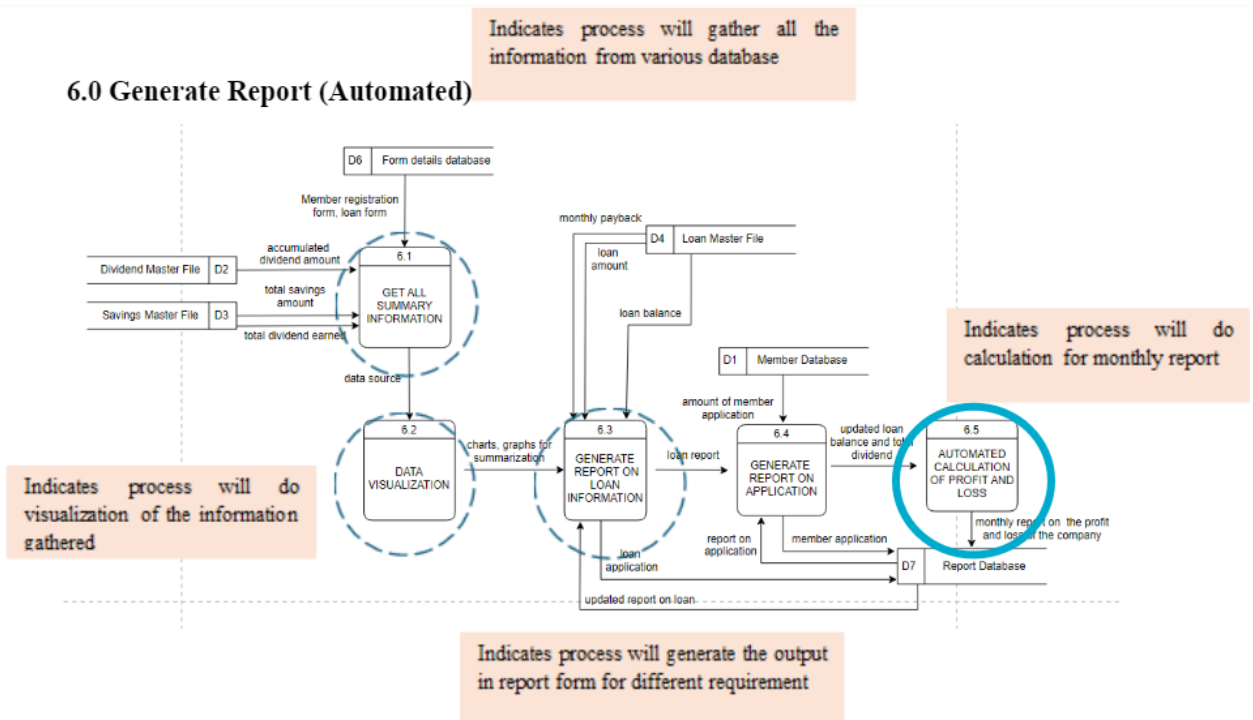 Indicates process will gather all the
information from various database
6.0 Generate Report (Automated)
D6 Form details database
Member registration
form, loan form
monthly payback
D4 Loan Master File
loan
amount
accumulated
dividend amount
6.1
Dividend Master File D2
GET ALL
SUMMARY
INFORMATION
total savings
amount
Savings Master File D3
total dividend earned
loan balance
Indicates process will do
calculation for monthly report
D1 Member Database
data source
amount of member
application
6.2
DATA
VISUALIZATION
charts, graphs for
summarization
6.3
GENERATE
REPORT ON
LOAN
INFORMATION
loan report
6.4
GENERATE
REPORT ON
APPLICATION
updated loan
balance and total
dividend
6.5
AUTOMATED
CALCULATION
OF PROFIT AND
LOSS
Indicates process will do
visualization of the information
gathered
monthly report on the profit
and loss of the company
loan
application
report on
application
member application
D7 Report Database
updated report on loan
Indicates process will generate the output
in report form for different requirement